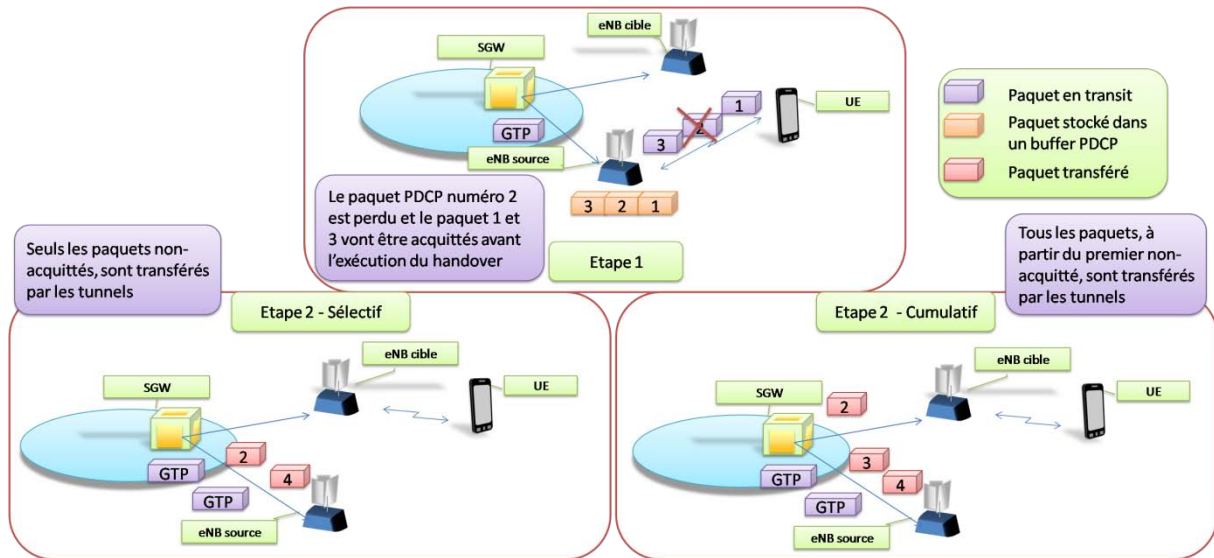 eNB cible
SGW
1
UE
2
3
GTP
eNB source
3 2 1
Le paquet PDCP numéro 2
est perdu et le paquet 1 et
3 vont être acquittés avant
l'exécution du handover
Etape 1
Paquet en transit
Paquet stocké dans
un buffer PDCP
Paquet transféré
Seuls les paquets non-
acquittés, sont transférés
par les tunnels
Tous les paquets, à
partir du premier non-
acquitté, sont transférés
par les tunnels
Etape 2 - Sélectif
eNB cible
SGW
UE
2
GTP
4
GTP
eNB source
Etape 2 - Cumulatif
eNB cible
SGW
2
UE
3
GTP
4
GTP
eNB source